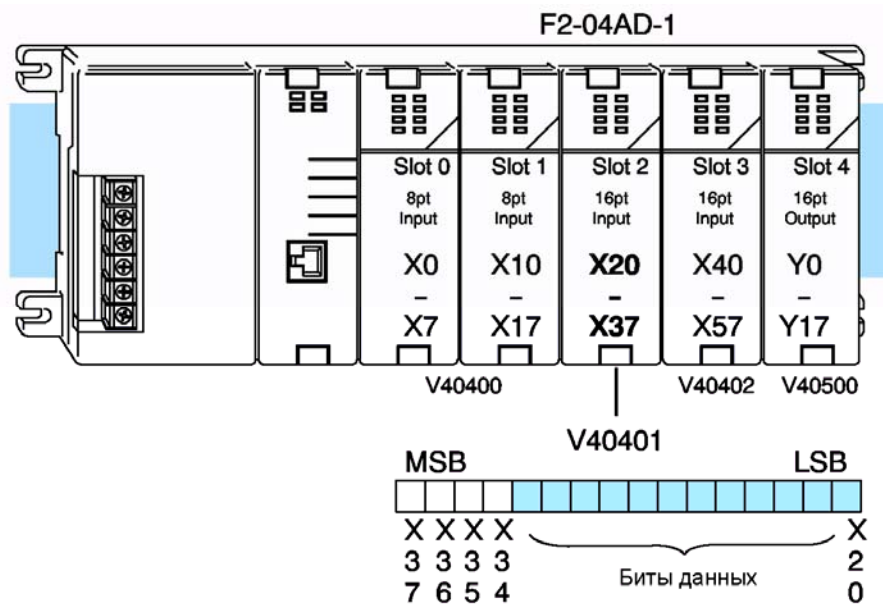 F2-04AD-1
Slot 0 Slot 1 Slot 2 Slot 3 Slot 4
8pt 8pt 16pt 16pt 16pt
Input Input Input Input Output
X0 X10 X20 X40 Y0
– – – – –
X7 X17 X37 X57 Y17
V40400 V40402 V40500
V40401
MSB LSB
X X X X X
3 3 3 3 2
7 6 5 4 0
Биты данных